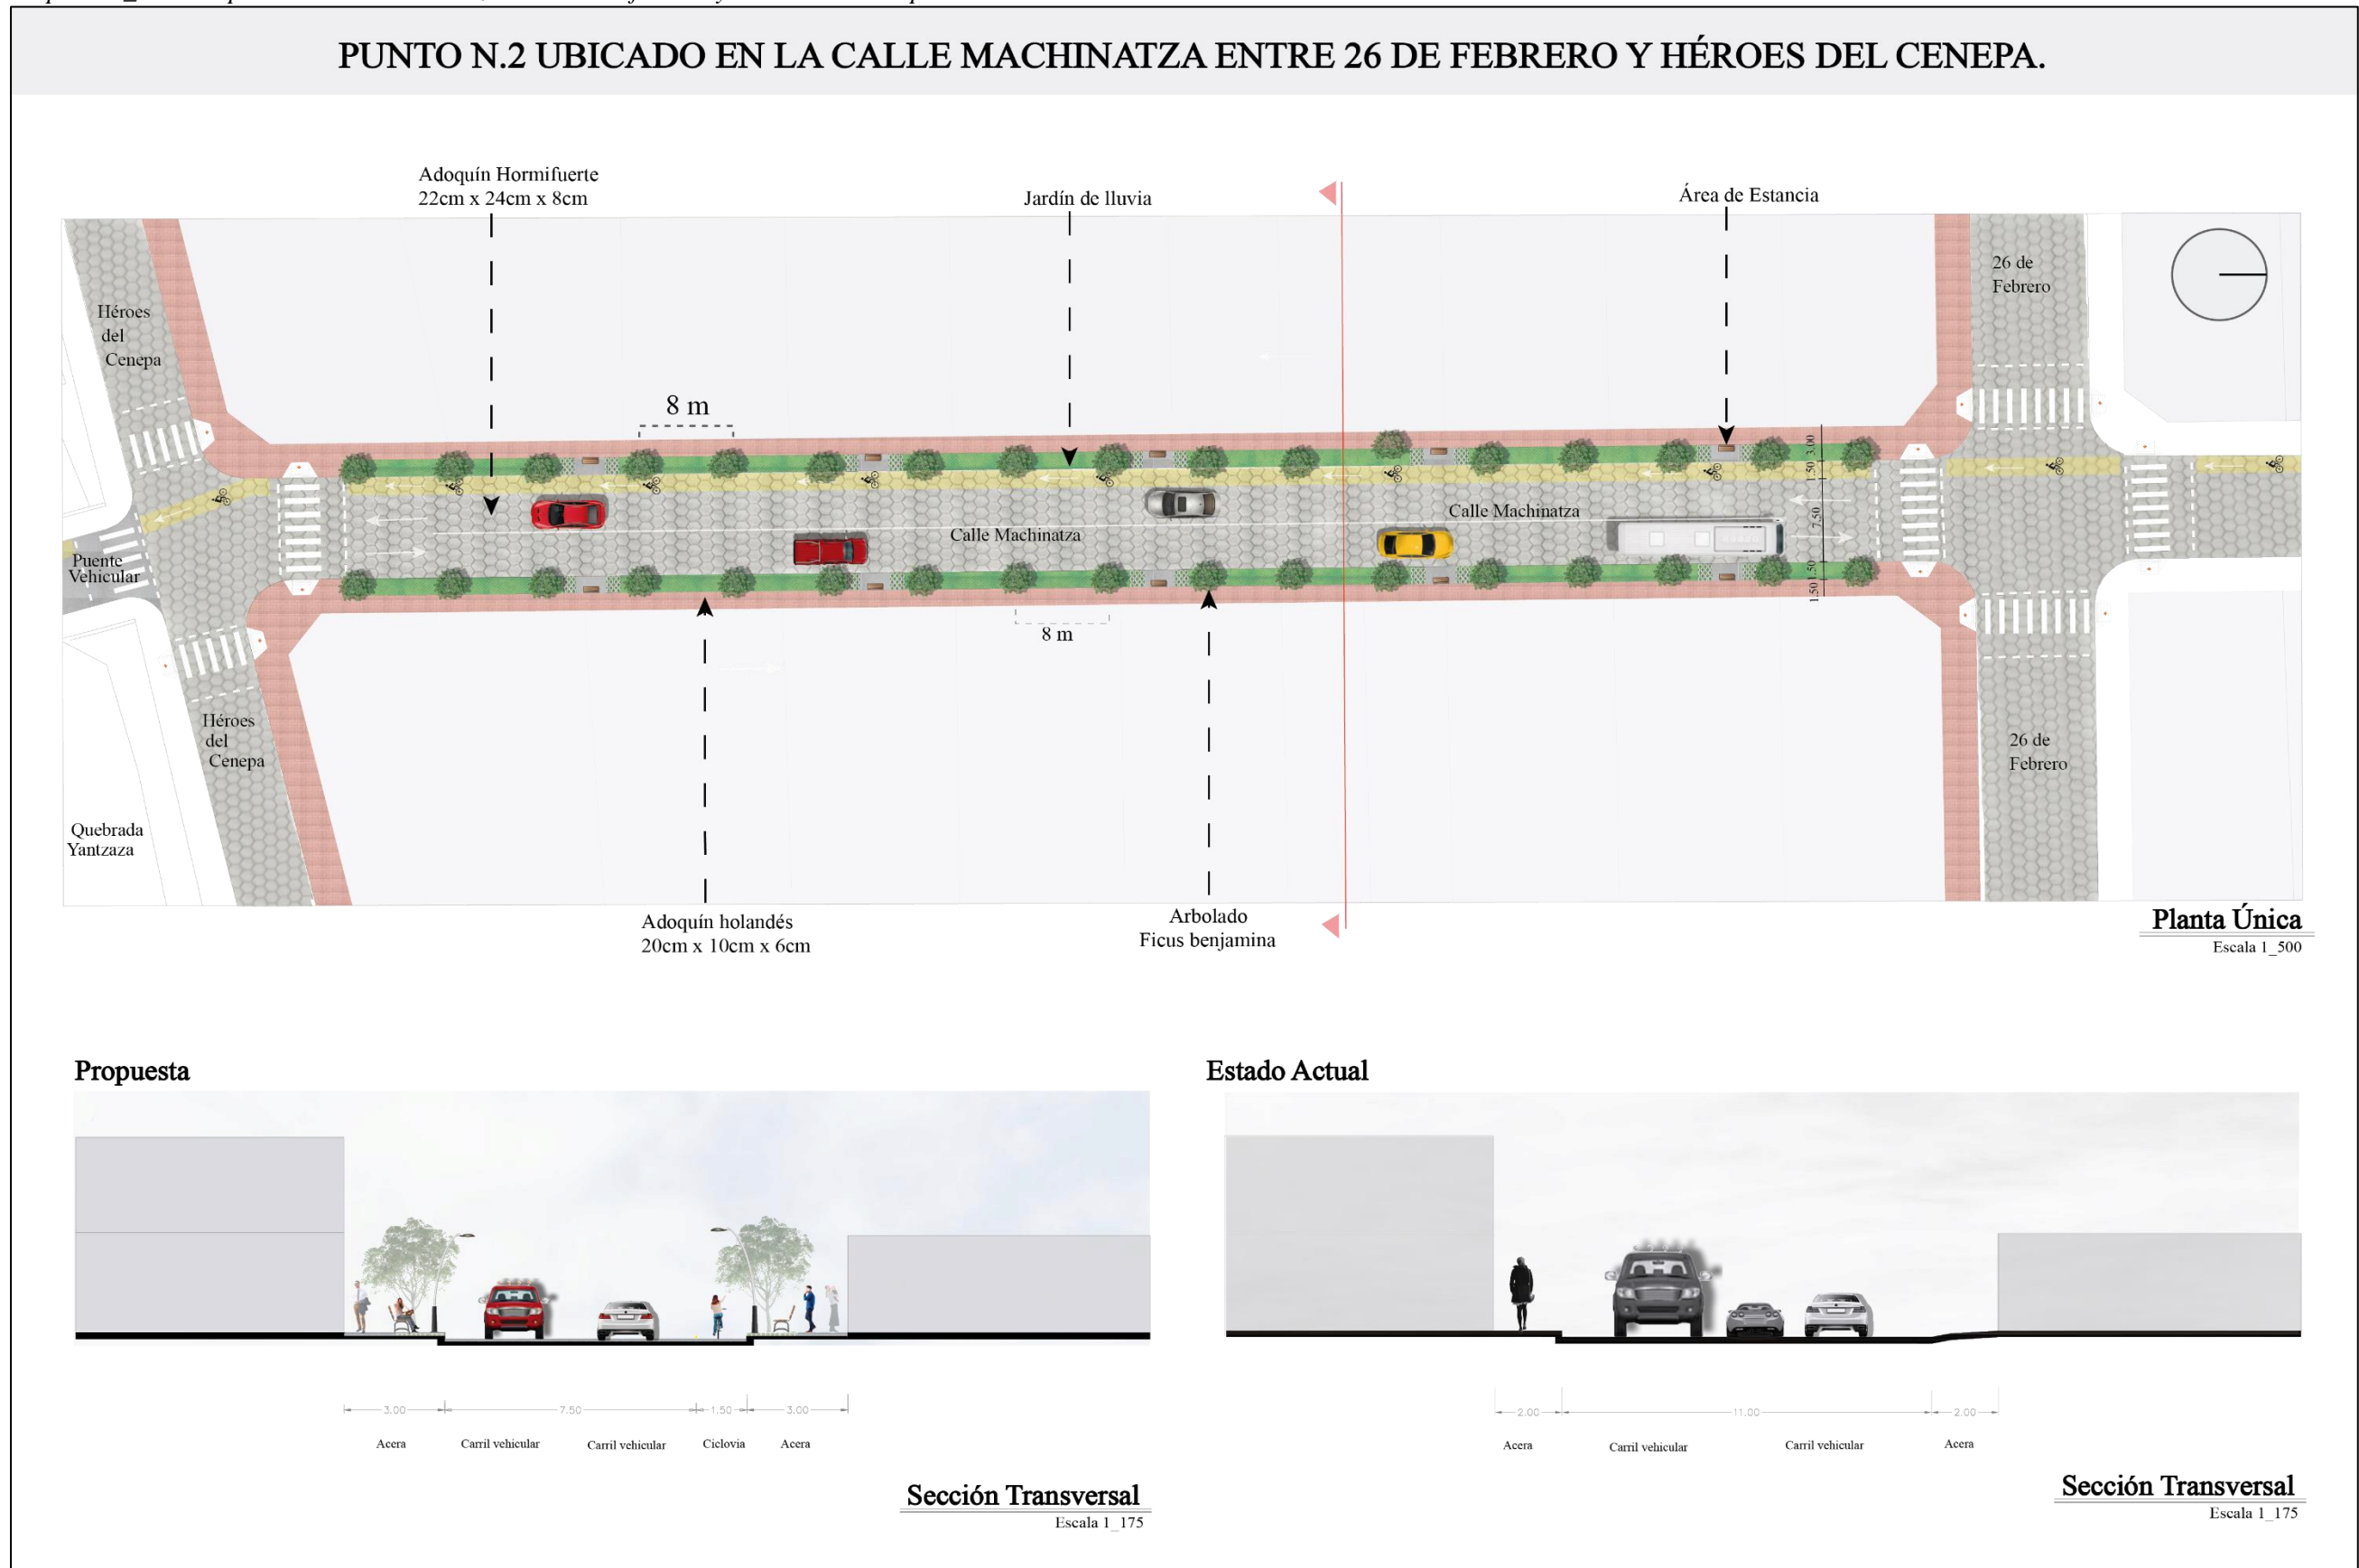 PUNTO N.2 UBICADO EN LA CALLE MACHINATZA ENTRE 26 DE FEBRERO Y HÉROES DEL CENEPA.
Adoquín Hormifuerte
22cm x 24cm x 8cm
Jardín de lluvia
Área de Estancia
Héroes
del
Cenepa
26 de
Febrero
8 m
3.00
1.50
7.50
1.50
1.50
Calle Machinatza
Calle Machinatza
Puente
Vehicular
8 m
Héroes
del
Cenepa
26 de
Febrero
Quebrada
Yantzaza
Adoquín holandés
20cm x 10cm x 6cm
Arbolado
Ficus benjamina
Planta Única
Escala 1_500
Propuesta
Estado Actual
3.00
7.50
1.50
3.00
Acera
Carril vehicular
Carril vehicular
Ciclovia
Acera
Sección Transversal
Escala 1_175
2.00
11.00
2.00
Acera
Carril vehicular
Carril vehicular
Acera
Sección Transversal
Escala 1_175